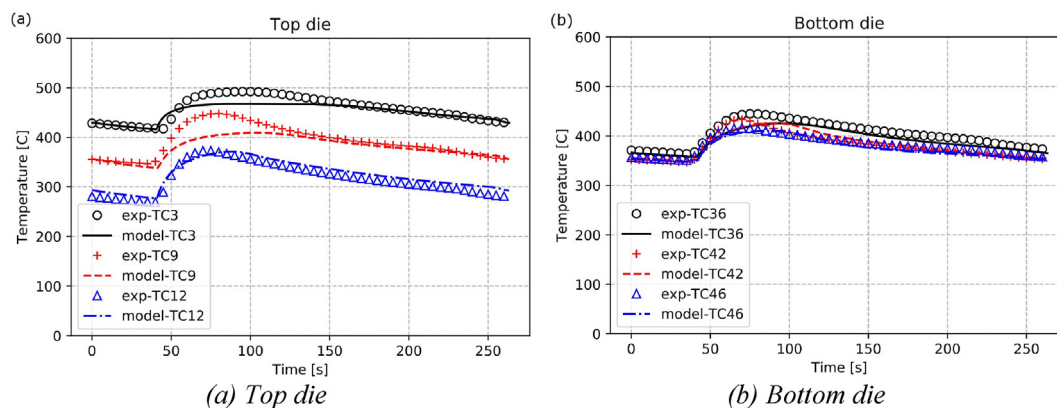 (a)
Top die
600
500
400
300
200
100
0
Temperature [C]
exp-TC3
model-TC3
exp-TC9
model-TC9
exp-TC12
model-TC12
0 50 100 150 200 250
Time [s]
(a) Top die
(b)
Bottom die
600
500
400
300
200
100
0
Temperature [C]
exp-TC36
model-TC36
exp-TC42
model-TC42
exp-TC46
model-TC46
0 50 100 150 200 250
Time [s]
(b) Bottom die